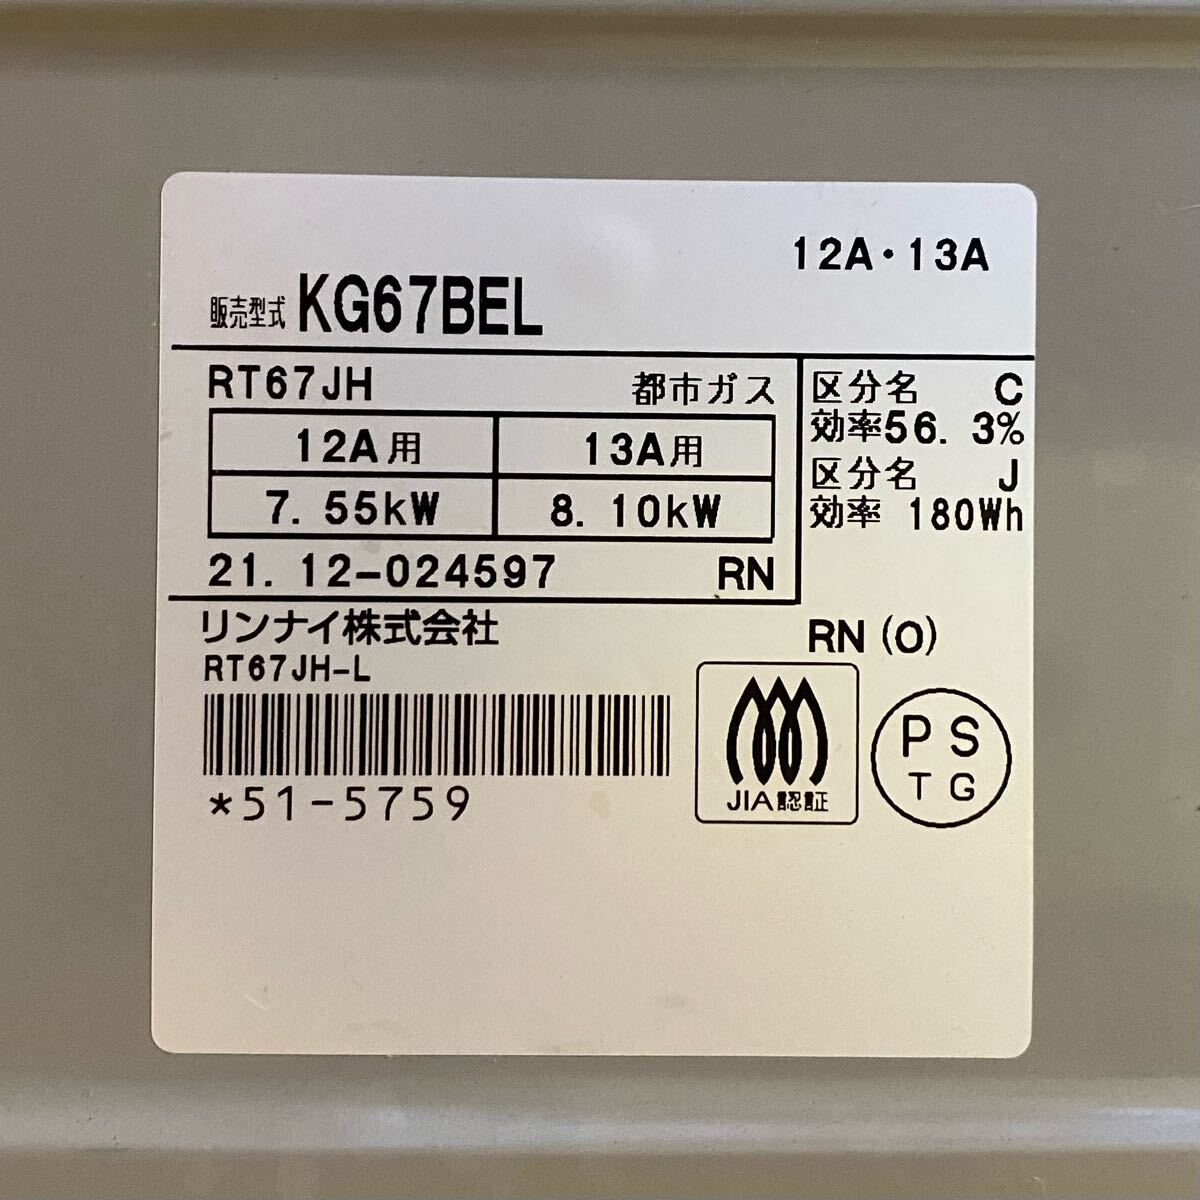 12A・13A
販売型式 KG67BEL
RT67JH 都市ガス
12A用 13A用
7.55kW 8.10kW
21.12-024597 RN
区分名 C
効率56.3%
区分名 J
効率 180Wh
リンナイ株式会社
RT67JH-L
*51-5759
RN(O)
JIA認証
PS
TG